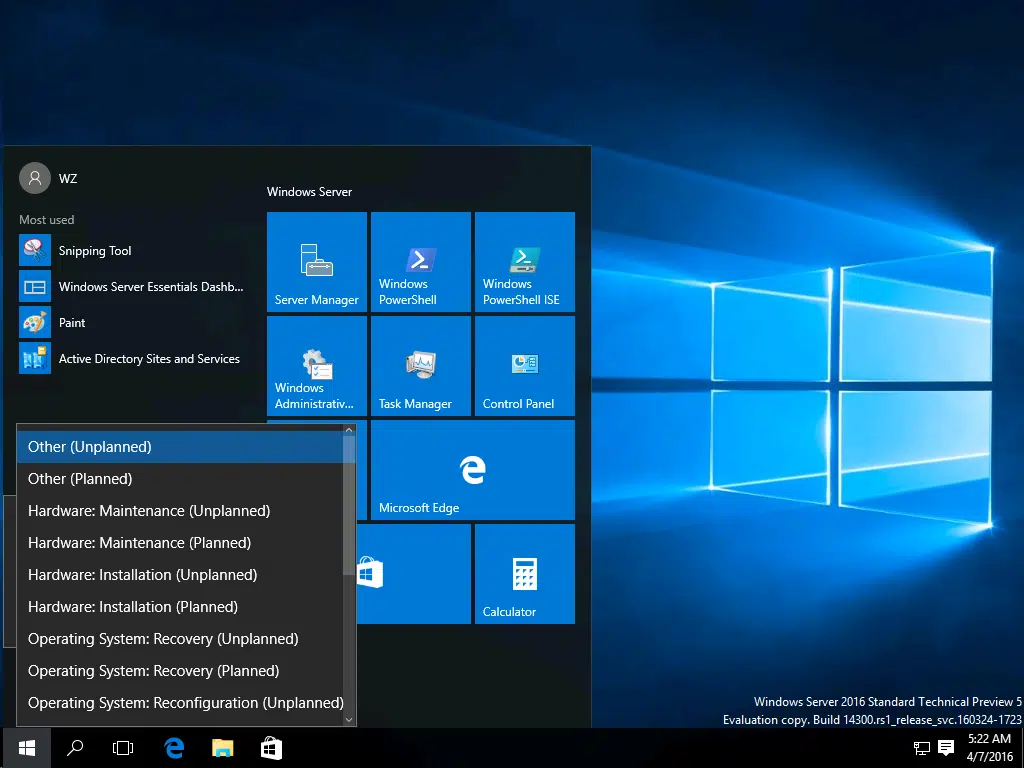 WZ
Most used
Snipping Tool
Windows Server Essentials Dashb...
Paint
Active Directory Sites and Services
Windows Server
Server Manager
Windows
PowerShell
Windows
PowerShell ISE
Windows
Administrativ...
Task Manager
Control Panel
Microsoft Edge
Calculator
Other (Unplanned)
Other (Planned)
Hardware: Maintenance (Unplanned)
Hardware: Maintenance (Planned)
Hardware: Installation (Unplanned)
Hardware: Installation (Planned)
Operating System: Recovery (Unplanned)
Operating System: Recovery (Planned)
Operating System: Reconfiguration (Unplanned)
Windows Server 2016 Standard Technical Preview 5
Evaluation copy. Build 14300.rs1_release_svc.160324-1723
5:22 AM
4/7/2016